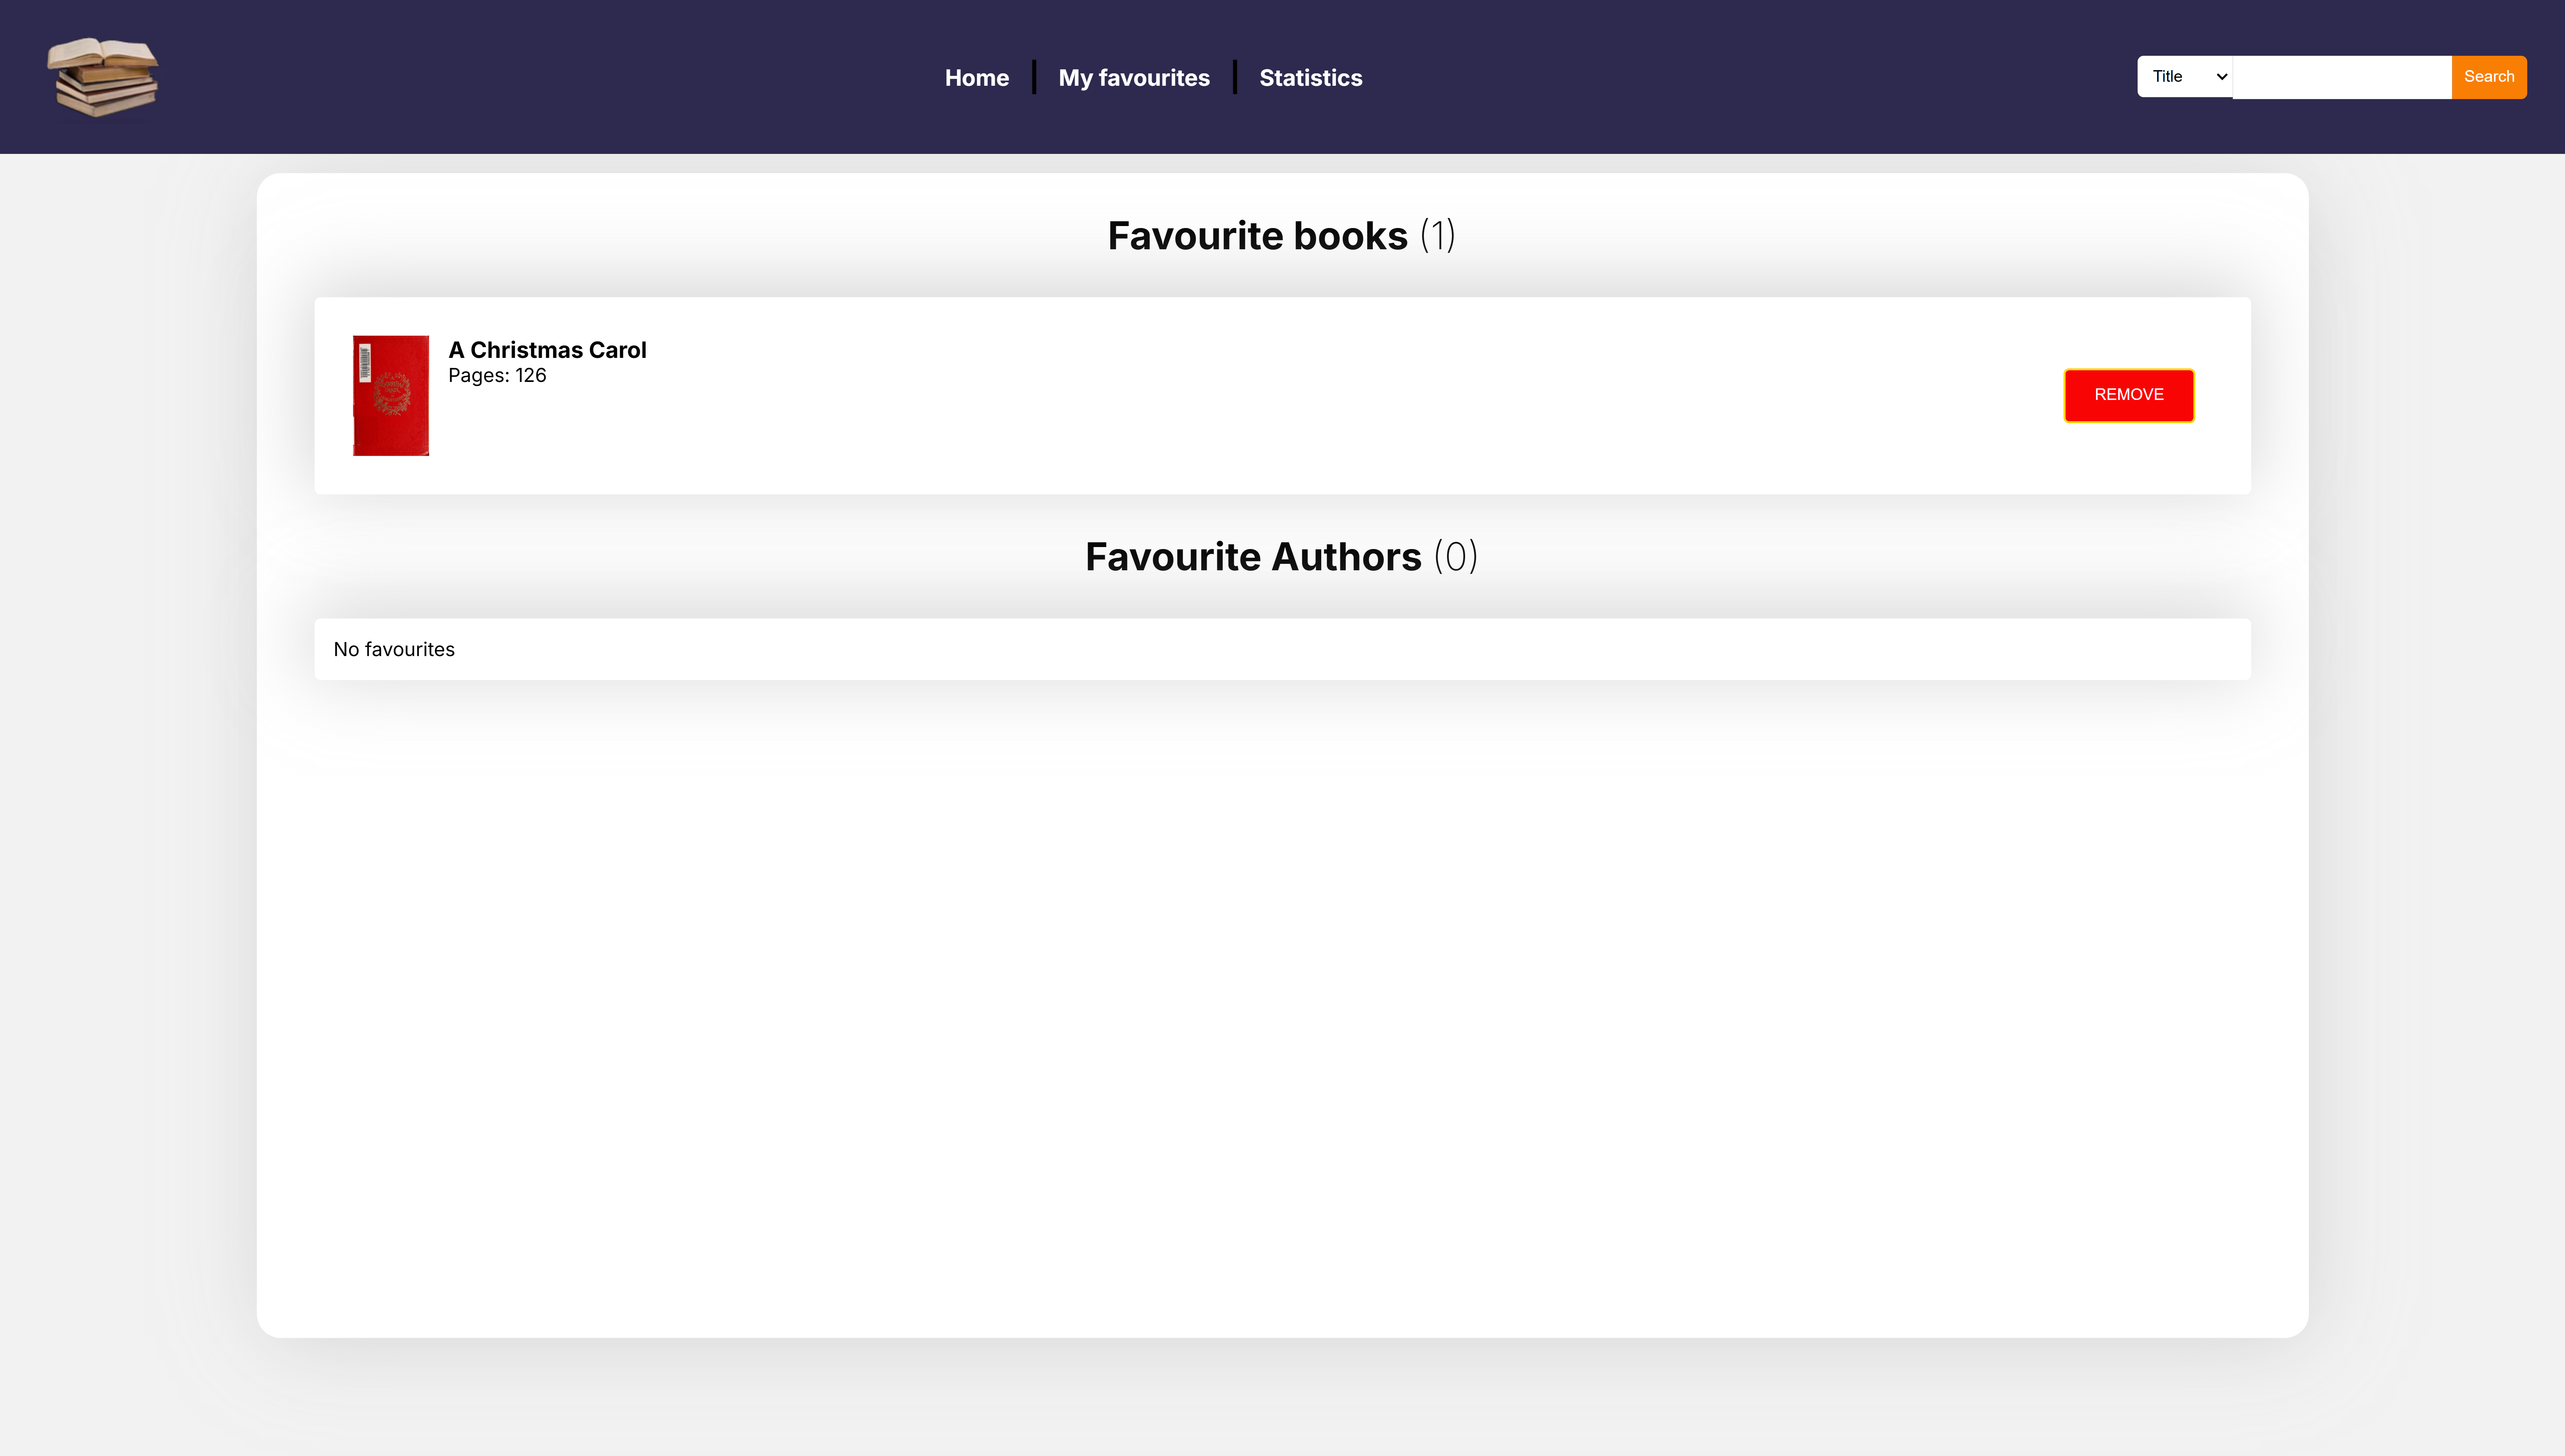 Home
My favourites
Statistics
Title
Search
Favourite books (1)
A Christmas Carol
Pages: 126
REMOVE
Favourite Authors (0)
No favourites